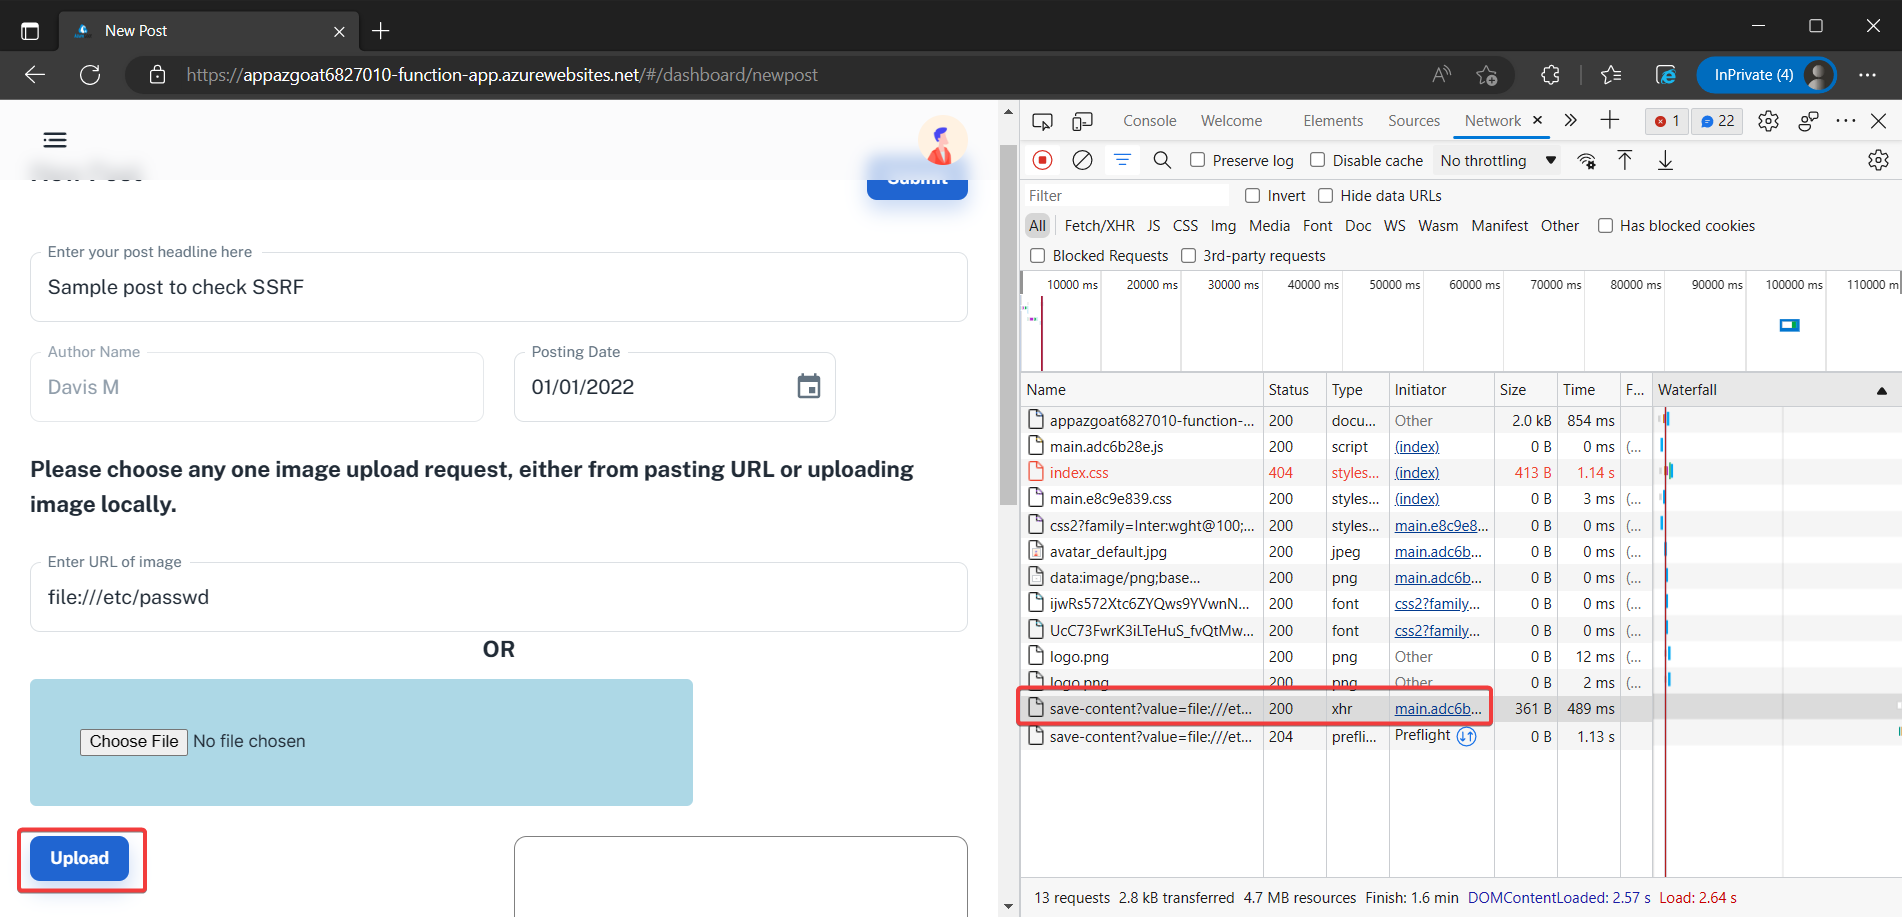 New Post
https://appazgoat6827010-function-app.azurewebsites.net/#/dashboard/newpost
InPrivate (4)
New Post
Submit
Enter your post headline here
Sample post to check SSRF
Author Name
Davis M
Posting Date
01/01/2022
Please choose any one image upload request, either from pasting URL or uploading
image locally.
Enter URL of image
file:///etc/passwd
OR
Choose File No file chosen
Upload
Console Welcome Elements Sources Network 1 22
Preserve log Disable cache No throttling
Filter Invert Hide data URLs
All Fetch/XHR JS CSS Img Media Font Doc WS Wasm Manifest Other Has blocked cookies
Blocked Requests 3rd-party requests
10000 ms 20000 ms 30000 ms 40000 ms 50000 ms 60000 ms 70000 ms 80000 ms 90000 ms 100000 ms 110000 m
Name Status Type Initiator Size Time F... Waterfall
appazgoat6827010-function-... 200 docu... Other 2.0 kB 854 ms
main.adc6b28e.js 200 script (index) 0 B 0 ms (...
index.css 404 styles... (index) 413 B 1.14 s
main.e8c9e839.css 200 styles... (index) 0 B 3 ms (...
css2?family=Inter:wght@100;... 200 styles... main.e8c9e8... 0 B 0 ms (...
avatar_default.jpg 200 jpeg main.adc6b... 0 B 0 ms (...
data:image/png;base... 200 png main.adc6b... 0 B 0 ms (...
ijwRs572Xtc6ZYQws9YVwnN... 200 font css2?family... 0 B 0 ms (...
UcC73FwrK3iLTeHuS_fvQtMw... 200 font css2?family... 0 B 0 ms (...
logo.png 200 png Other 0 B 12 ms (...
logo.png 200 png Other 0 B 2 ms (...
save-content?value=file:///et... 200 xhr main.adc6b... 361 B 489 ms
save-content?value=file:///et... 204 prefli... Preflight 0 B 1.13 s
13 requests 2.8 kB transferred 4.7 MB resources Finish: 1.6 min DOMContentLoaded: 2.57 s Load: 2.64 s